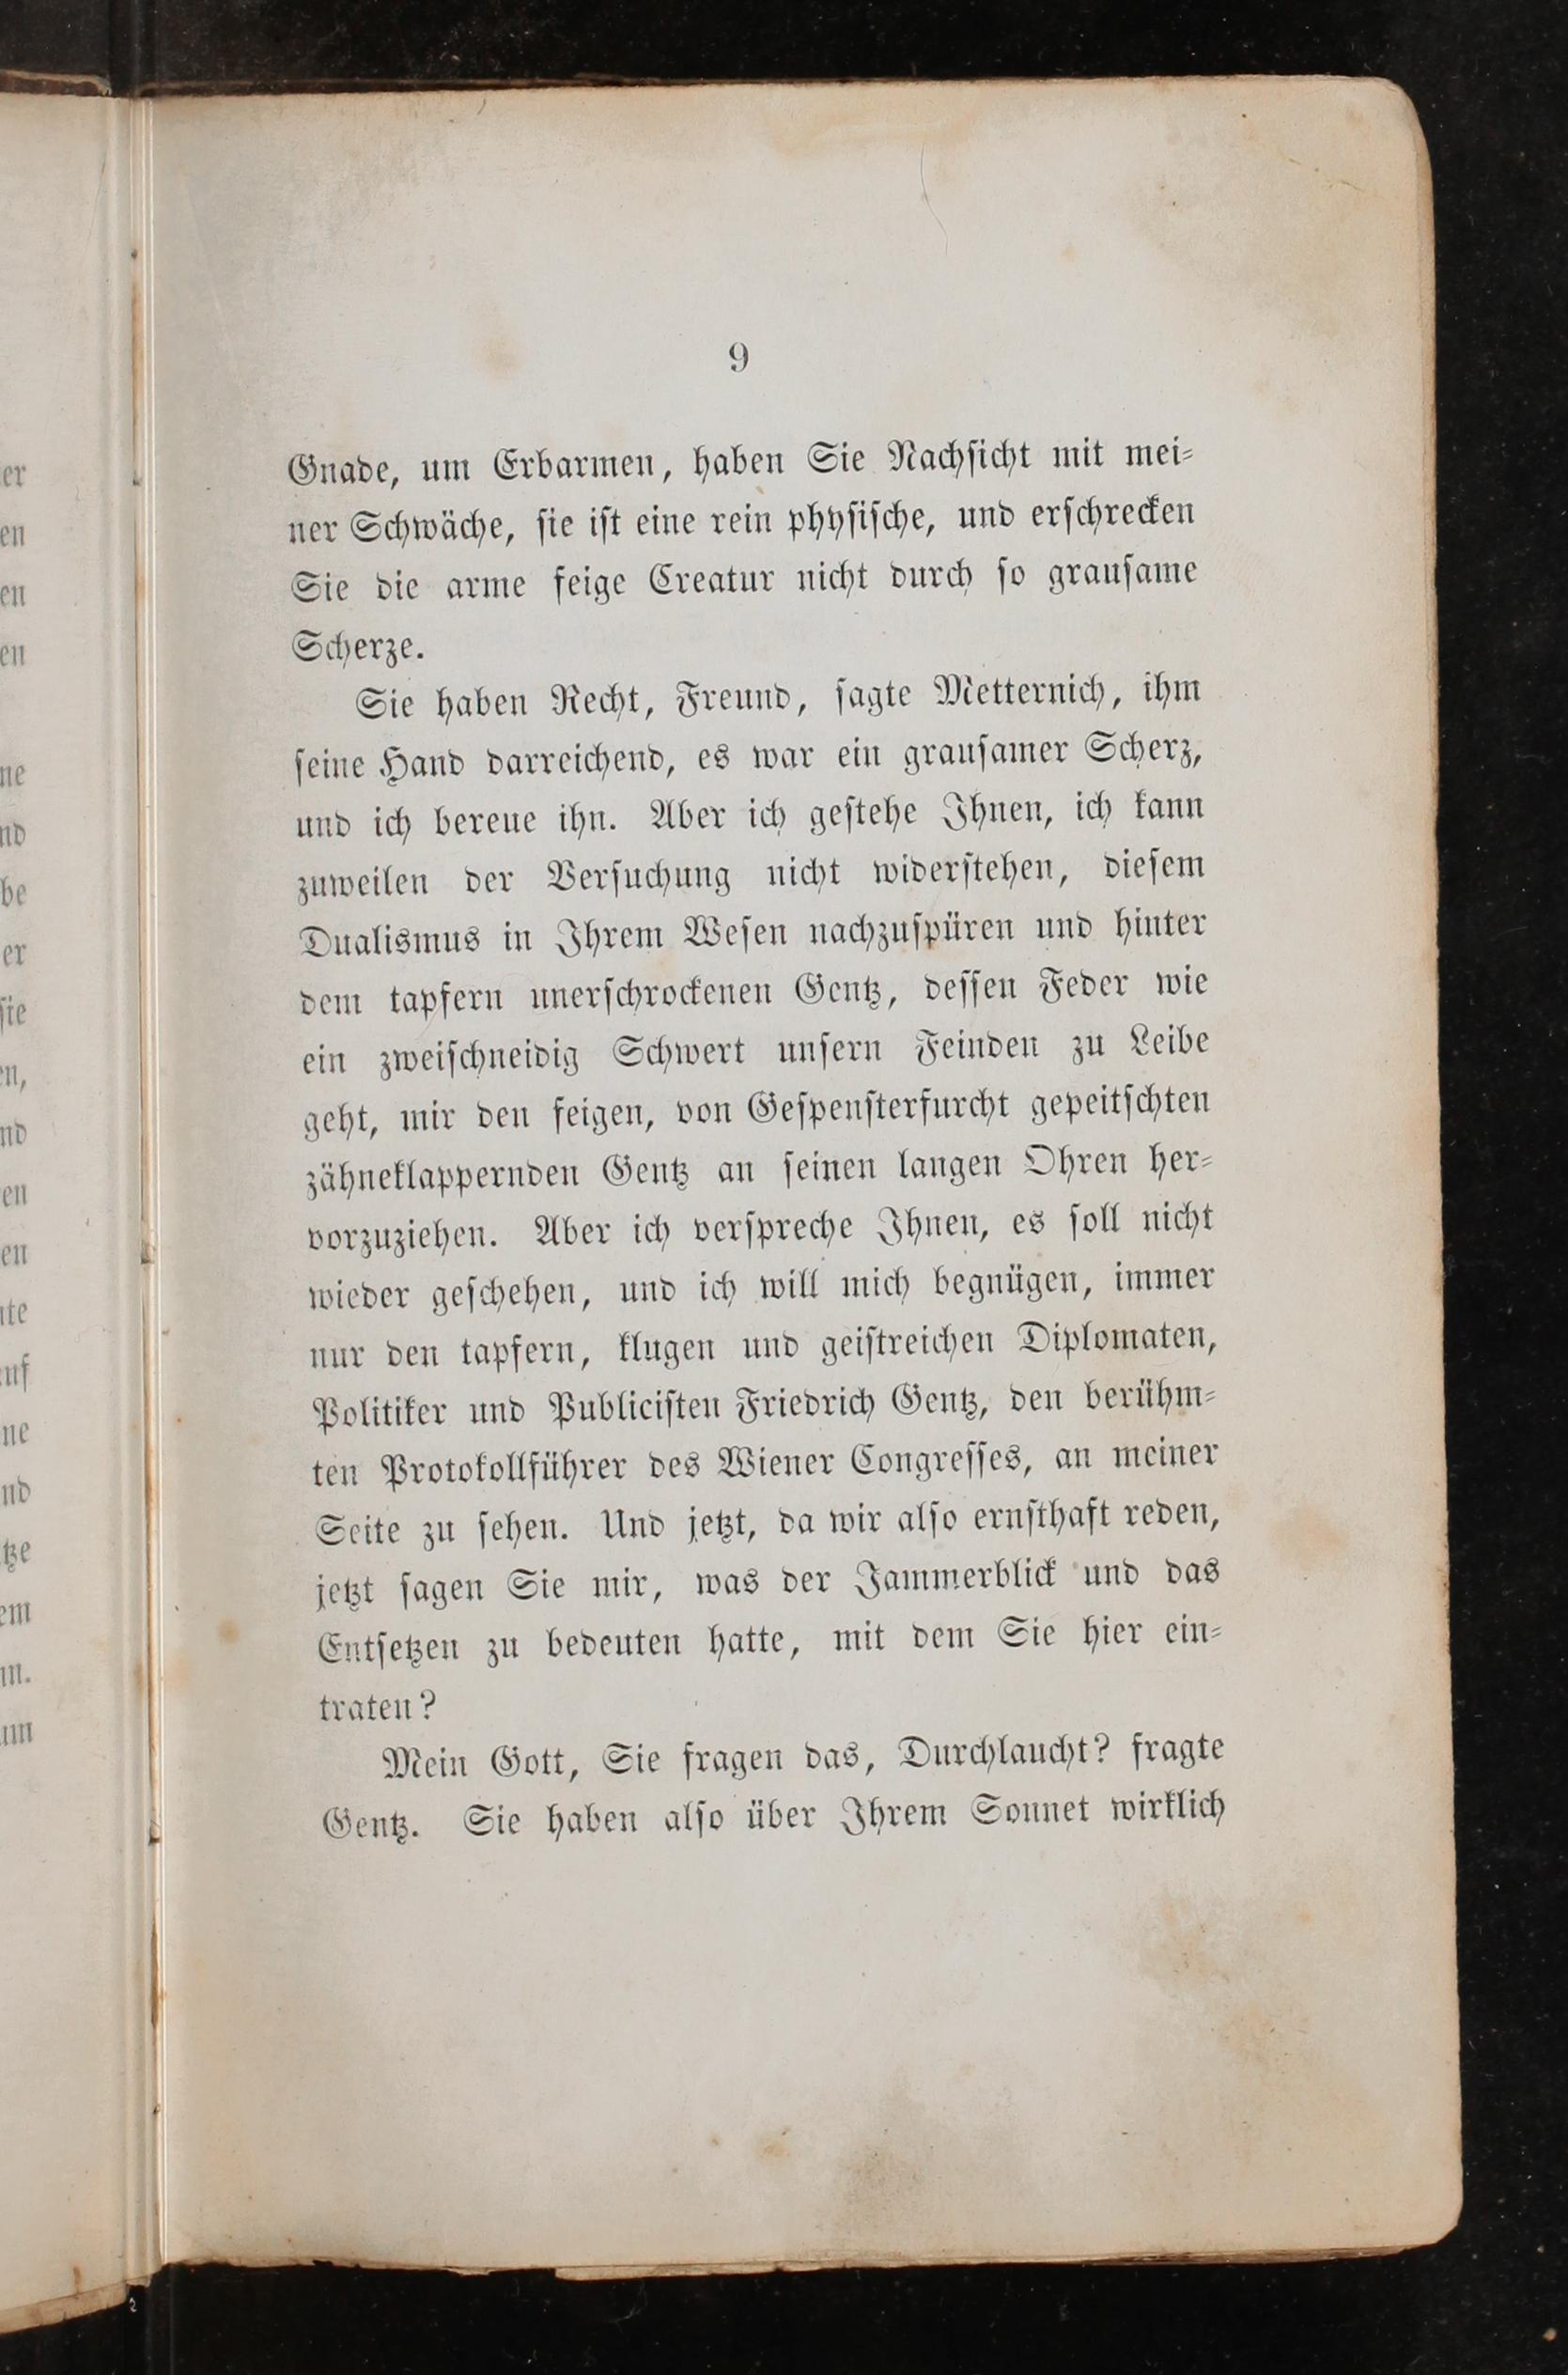 9
Gnade, um Erbarmen, haben Sie Nachſicht mit mei⸗
ner Schwäche, ſie iſt eine rein phyſiſche, und erſchrecken
Sie die arme feige Creatur nicht durch ſo grauſame
Scherze.
Sie haben Recht, Freund, ſagte Metternich, ihm
ſeine Hand darreichend, es war ein grauſamer Scherz,
und ich bereue ihn. Aber ich geſtehe Ihnen, ich kann
zuweilen der Verſuchung nicht widerſtehen, dieſem
Dualismus in Ihrem Weſen nachzuſpüren und hinter
dem tapfern unerſchrockenen Gentz, deſſen Feder wie
ein zweiſchneidig Schwert unſern Feinden zu Leibe
geht, mir den feigen, von Geſpenſterfurcht gepeitſchten
zähneklappernden Gentz an ſeinen langen Ohren her⸗
vorzuziehen. Aber ich verſpreche Ihnen, es ſoll nicht
wieder geſchehen, und ich will mich begnügen, immer
nur den tapfern, klugen und geiſtreichen Diplomaten,
Politiker und Publiciſten Friedrich Gentz, den berühm⸗
ten Protokollführer des Wiener Congreſſes, an meiner
Seite zu ſehen. Und jetzt, da wir alſo ernſthaft reden,
jetzt ſagen Sie mir, was der Jammerblick und das
Entſetzen zu bedeuten hatte, mit dem Sie hier ein⸗
traten?
Mein Gott, Sie fragen das, Durchlaucht? fragte
Gentz. Sie haben alſo über Ihrem Sonnet wirklich